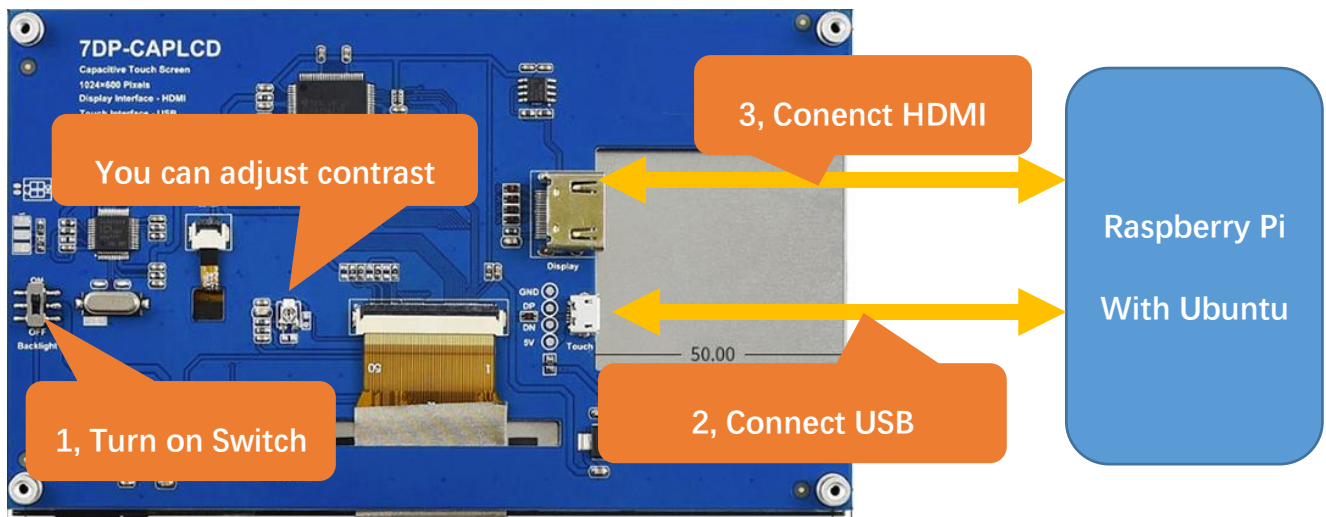 7DP-CAPLCD
Capacitive Touch Screen
1024×600 Pixels
Display Interface - HDMI
Touch Interface - USB
3, Conenct HDMI
You can adjust contrast
Raspberry Pi
With Ubuntu
Display
ON
OFF
Backlight
GND
DP
DN
5V
Touch
50.00
50
1
1, Turn on Switch
2, Connect USB